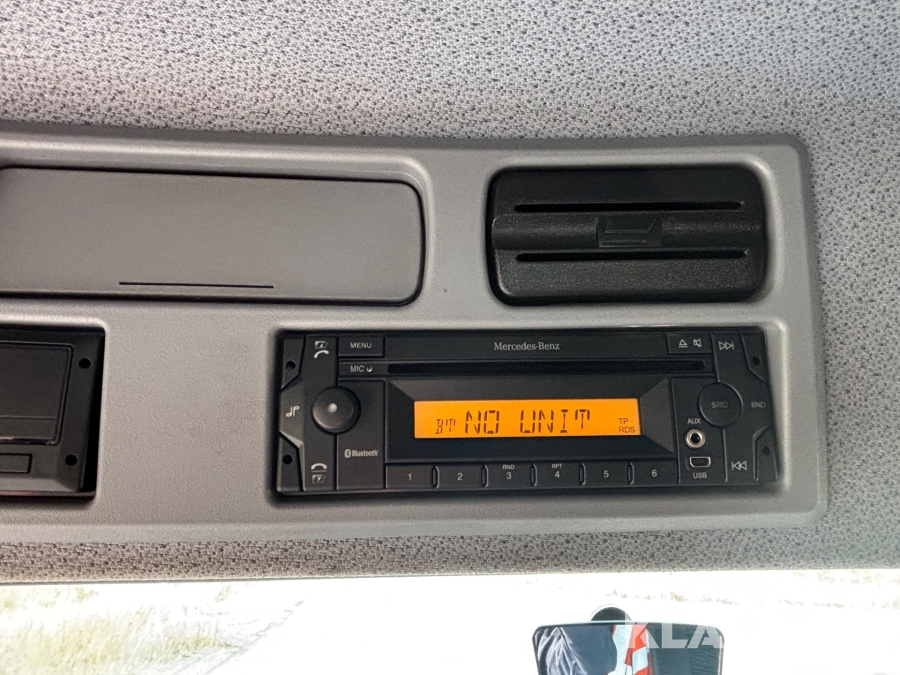 MENU
Mercedes-Benz
MIC
BT NO UNIT
TP
RDS
SRC
BND
AUX
Bluetooth
USB
RND
RPT
1 2 3 4 5 6
KLA